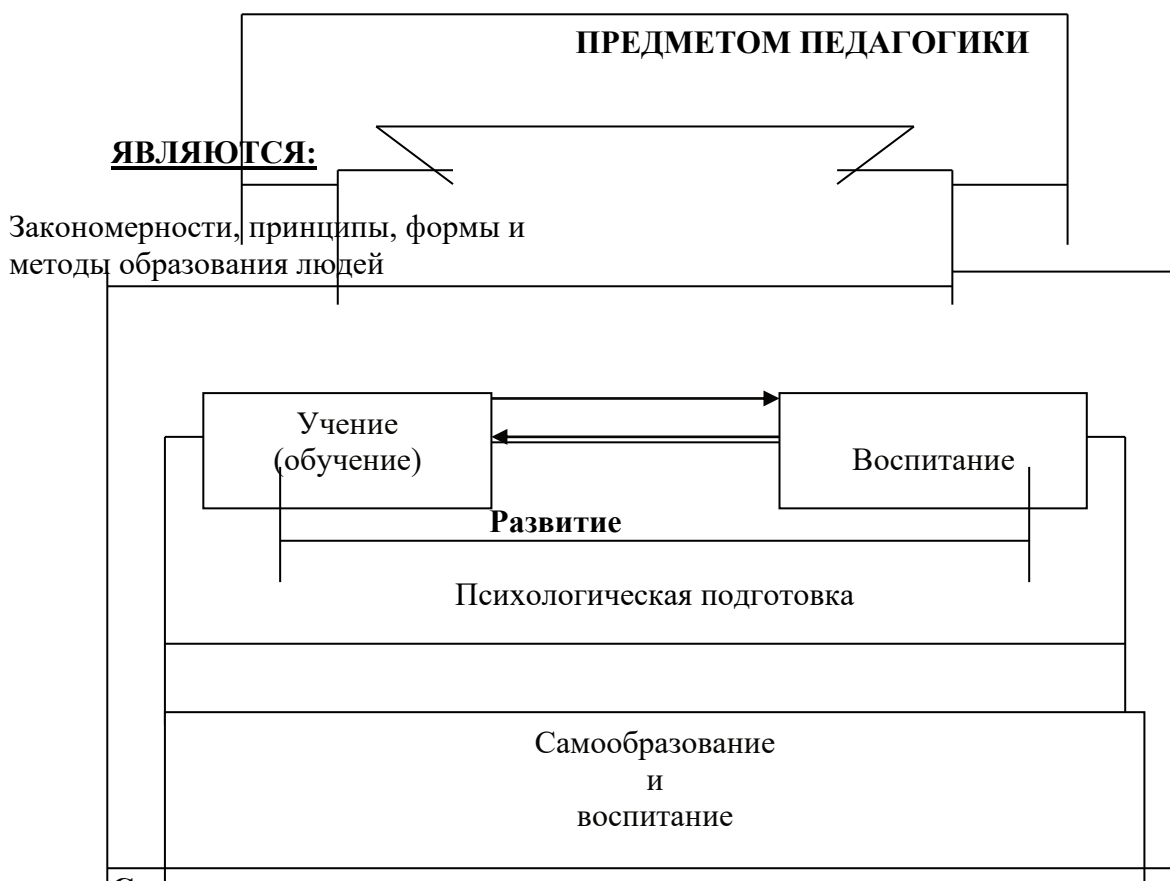 ПРЕДМЕТОМ ПЕДАГОГИКИ
ЯВЛЯЮТСЯ:
Закономерности, принципы, формы и
методы образования людей
Учение
(обучение)
Воспитание
Развитие
Психологическая подготовка
Самообразование
и
воспитание